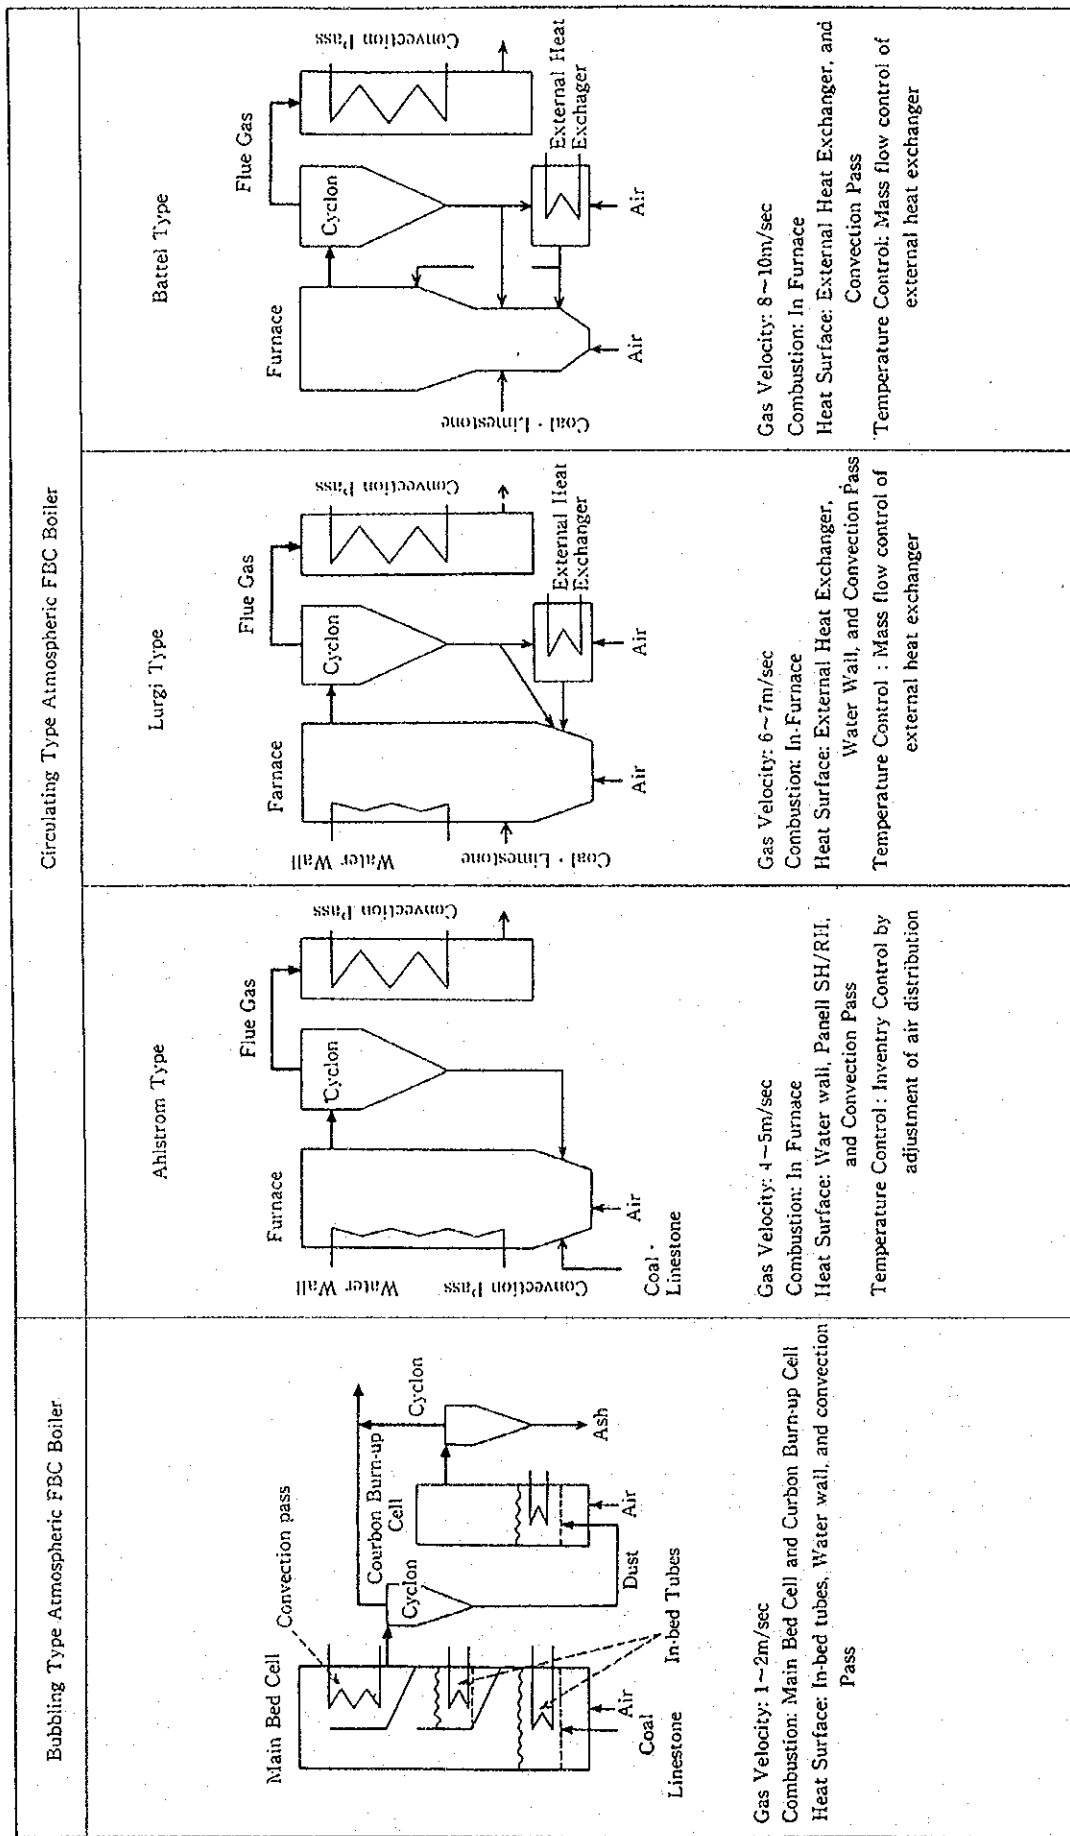 Bubbling Type Atmospheric FBC Boiler
Circulating Type Atmospheric FBC Boiler
Main Bed Cell
Convection pass
Courbon Burn-up
Cell
Cyclon
Cyclon
Air
Coal
Linestone
In-bed Tubes
Dust
Air
Ash
Gas Velocity: 1~2m/sec
Combustion: Main Bed Cell and Curbon Burn-up Cell
Heat Surface: In-bed tubes, Water wall, and convection
Pass
Ahlstrom Type
Furnace
Flue Gas
Cyclon
Water Wall
Convection Pass
Convection Pass
Air
Coal ·
Linestone
Gas Velocity: 4~5m/sec
Combustion: In Furnace
Heat Surface: Water wall, Panell SH/RH,
and Convection Pass
Temperature Control : Inventry Control by
adjustment of air distribution
Lurgi Type
Farnace
Flue Gas
Cyclon
Water Wall
Coal · Limestone
Convection Pass
External Heat
Exchanger
Air
Air
Gas Velocity: 6~7m/sec
Combustion: In-Furnace
Heat Surface: External Heat Exchanger,
Water Wall, and Convection Pass
Temperature Control : Mass flow control of
external heat exchanger
Battel Type
Furnace
Flue Gas
Cyclon
Coal · Limestone
Convection Pass
External Heat
Exchager
Air
Air
Gas Velocity: 8~10m/sec
Combustion: In Furnace
Heat Surface: External Heat Exchanger, and
Convection Pass
Temperature Control: Mass flow control of
external heat exchanger